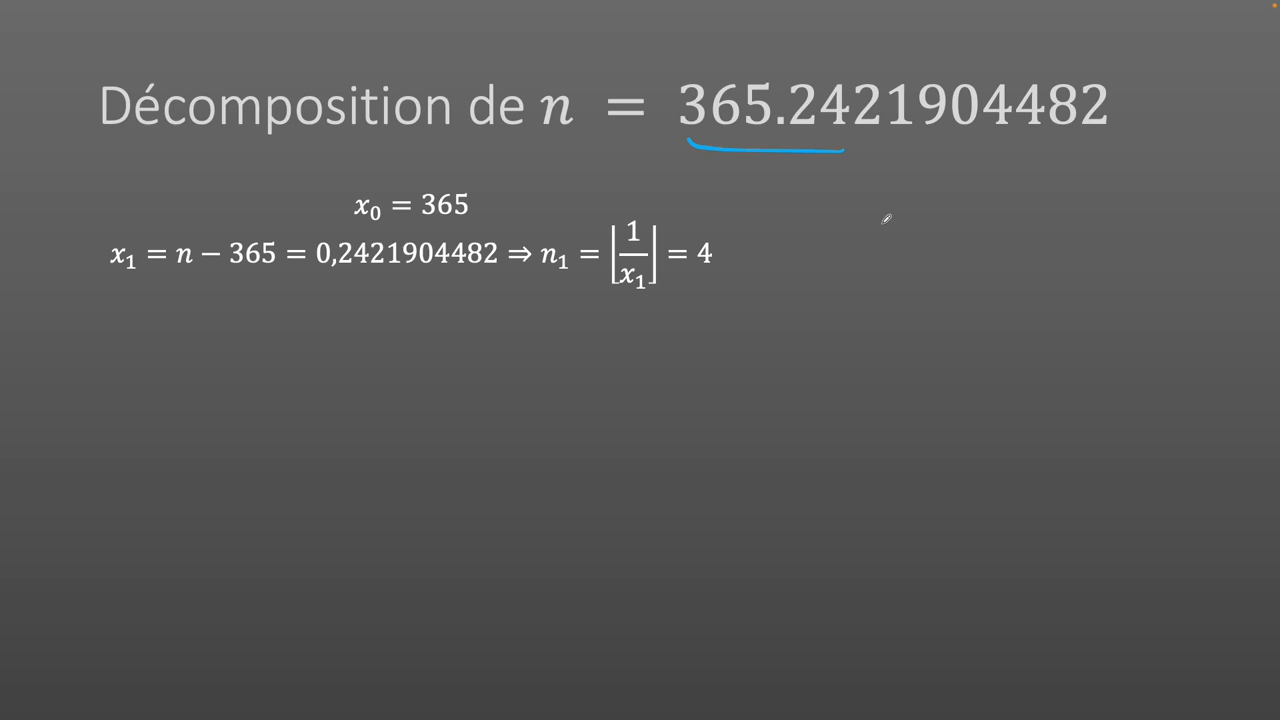 Décomposition de n = 365.2421904482
x₀ = 365
x₁ = n − 365 = 0,2421904482 ⇒ n₁ = ⌊1/x₁⌋ = 4